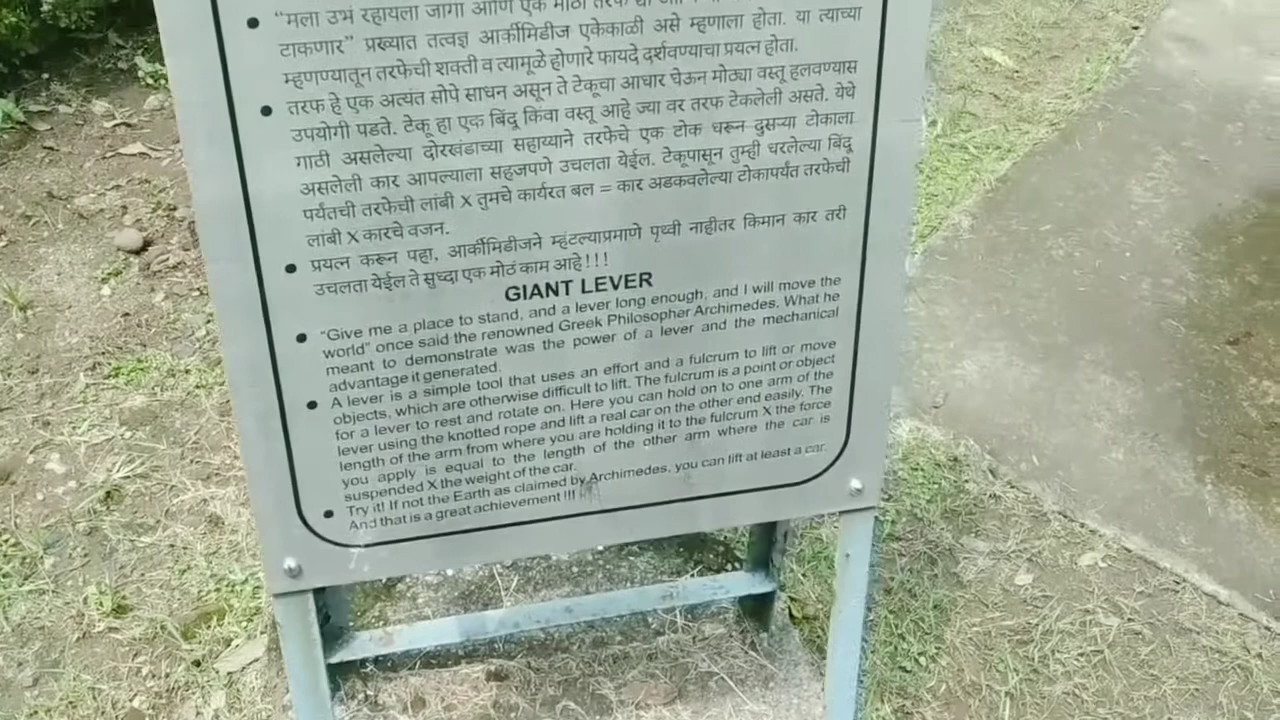 “मला उभं रहायला जागा आणि एक मोठी तरफ द्या
टाकणार” प्रख्यात तत्वज्ञ आर्कीमिडीज एकेकाळी असे म्हणाला होता. या त्याच्या
म्हणण्यातून तरफेची शक्ती व त्यामूळे होणारे फायदे दर्शवण्याचा प्रयत्न होता.
तरफ हे एक अत्यंत सोपे साधन असून ते टेकूचा आधार घेऊन मोठ्या वस्तू हलवण्यास
उपयोगी पडते. टेकू हा एक बिंदू किंवा वस्तू आहे ज्या वर तरफ टेकलेली असते. येथे
गाठी असलेल्या दोरखंडाच्या सहाय्याने तरफेचे एक टोक धरून दुसऱ्या टोकाला
असलेली कार आपल्याला सहजपणे उचलता येईल. टेकूपासून तुम्ही धरलेल्या बिंदू
पर्यंतची तरफेची लांबी X तुमचे कार्यरत बल = कार अडकवलेल्या टोकापर्यंत तरफेची
लांबी X कारचे वजन.
प्रयत्न करून पहा, आर्कीमिडीजने म्हंटल्याप्रमाणे पृथ्वी नाहीतर किमान कार तरी
उचलता येईल ते सुध्दा एक मोठं काम आहे!!!
GIANT LEVER
“Give me a place to stand, and a lever long enough, and I will move the
world” once said the renowned Greek Philosopher Archimedes. What he
meant to demonstrate was the power of a lever and the mechanical
advantage it generated.
A lever is a simple tool that uses an effort and a fulcrum to lift or move
objects, which are otherwise difficult to lift. The fulcrum is a point or object
for a lever to rest and rotate on. Here you can hold on to one arm of the
lever using the knotted rope and lift a real car on the other end easily. The
length of the arm from where you are holding it to the fulcrum X the force
you apply is equal to the length of the other arm where the car is
suspended X the weight of the car.
Try it! If not the Earth as claimed by Archimedes, you can lift at least a car.
And that is a great achievement !!!